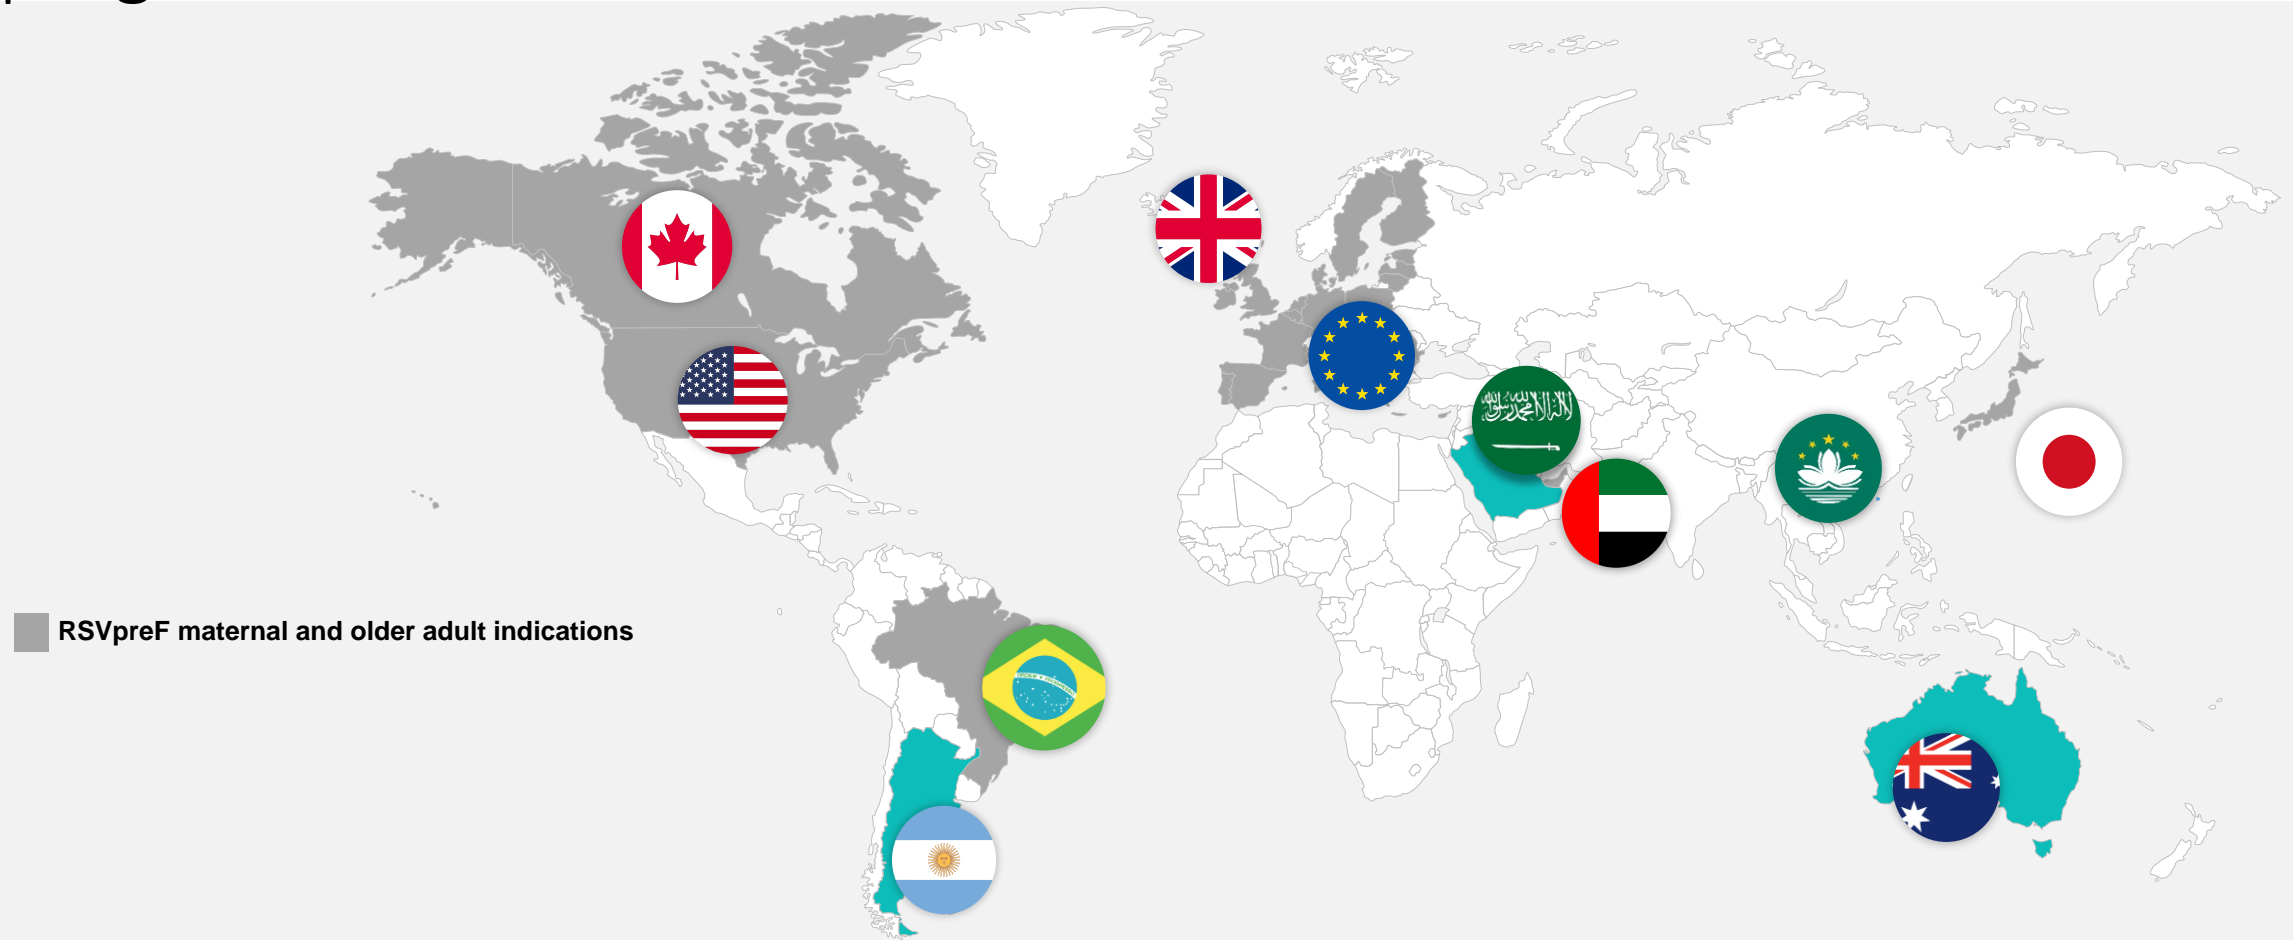 RSVpreF maternal and older adult indications